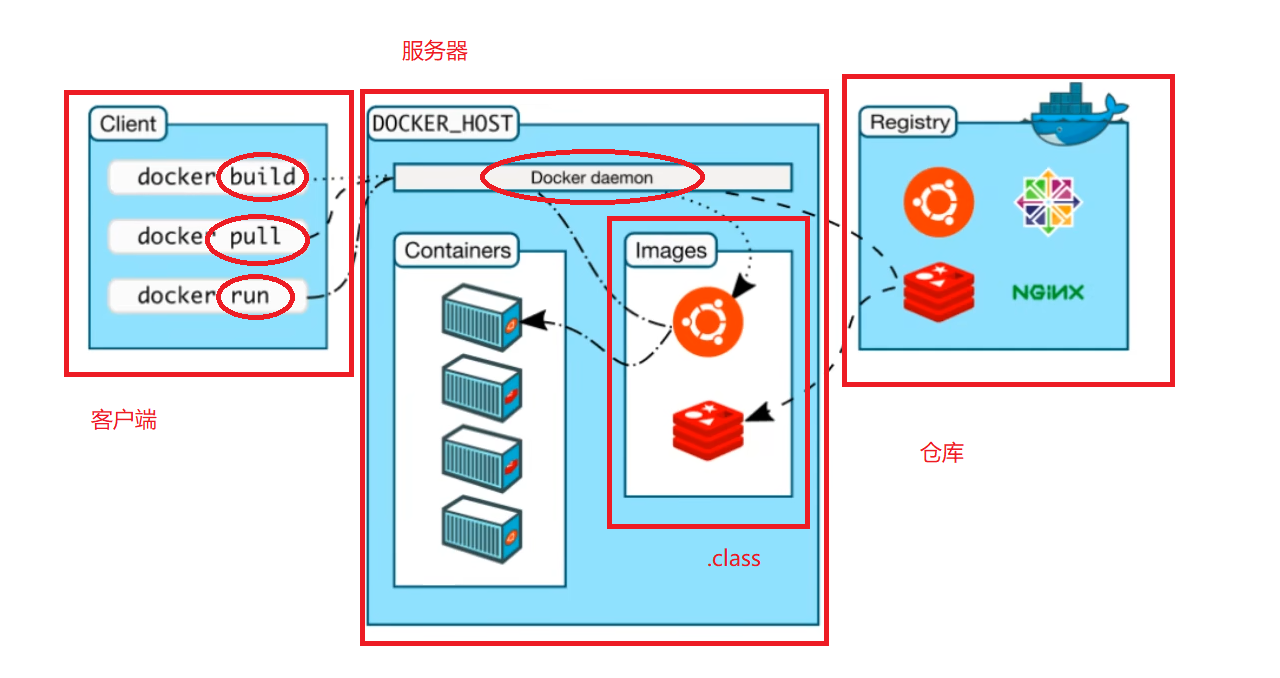 服务器
Client
docker build
docker pull
docker run
客户端
DOCKER_HOST
Docker daemon
Containers
Images
.class
Registry
NGINX
仓库